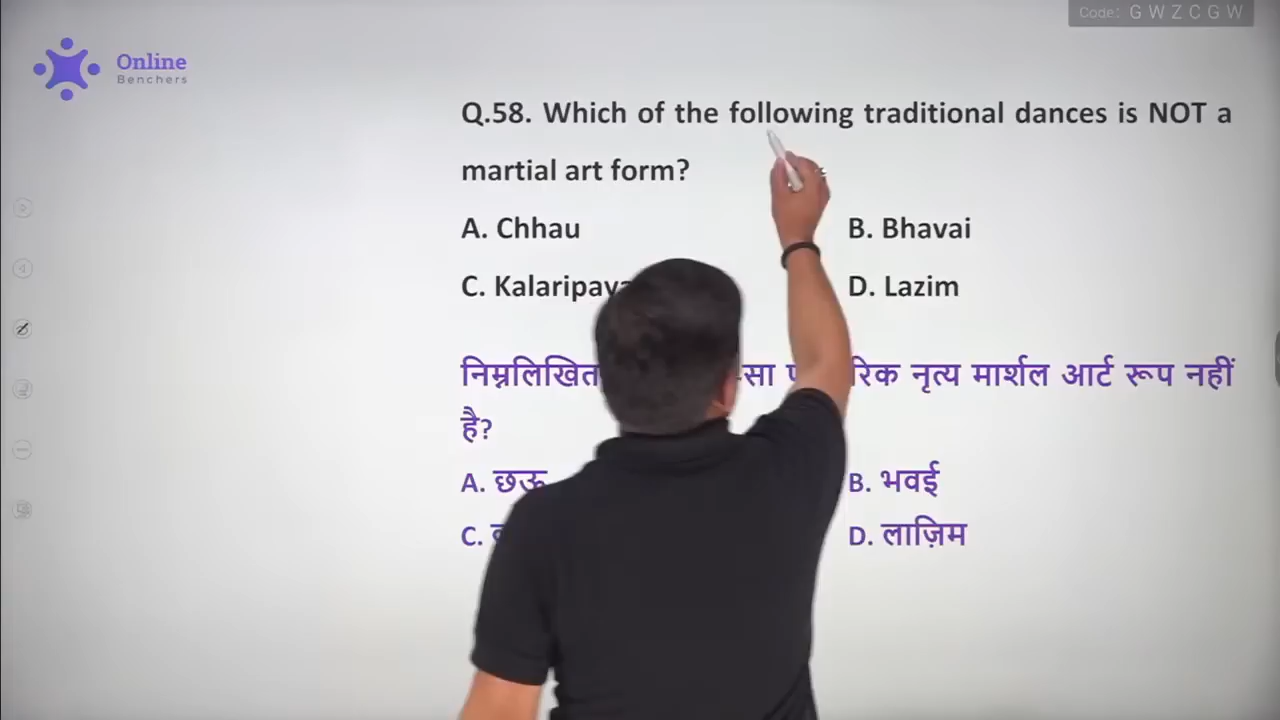 Code: G W Z C G W
Online
Benchers
Q.58. Which of the following traditional dances is NOT a
martial art form?
A. Chhau
B. Bhavai
C.
D. Lazim
निम्नलिखित नृत्य मार्शल आर्ट रूप नहीं
है?
A. छऊ
B. भवई
C.
D. लाज़िम